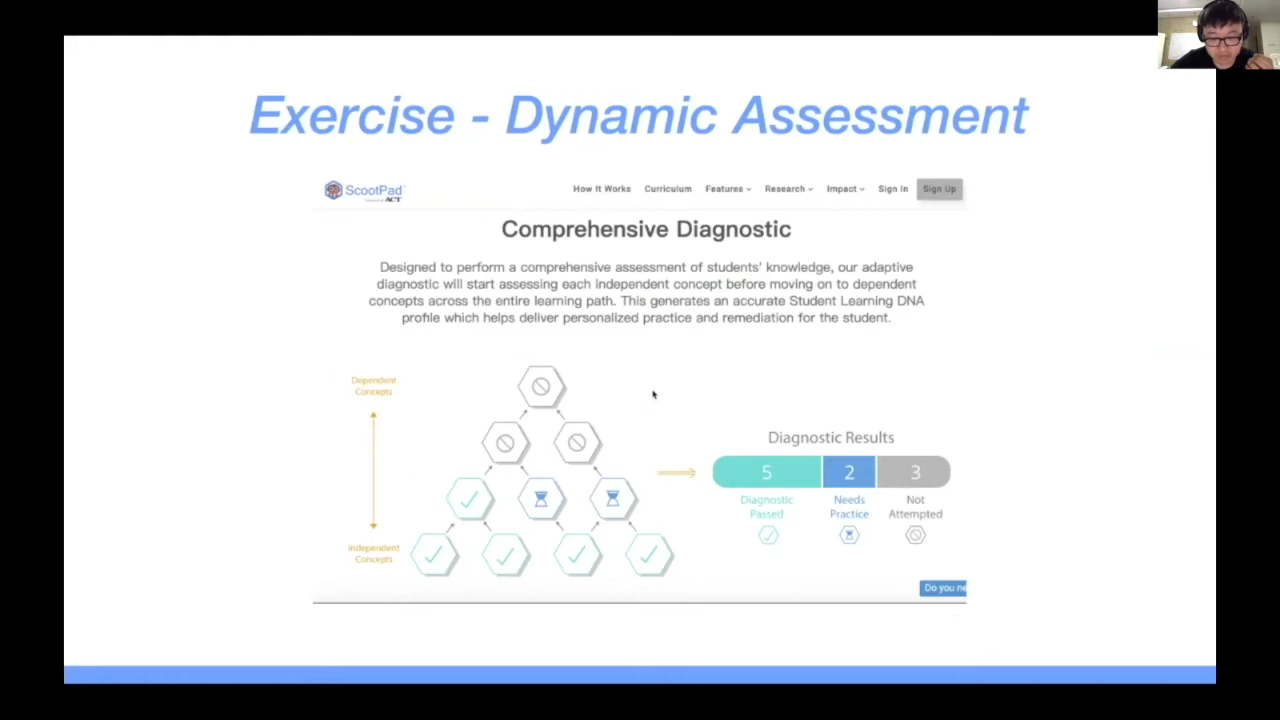 Exercise - Dynamic Assessment
ScootPad
ACT
How It Works Curriculum Features Research Impact Sign In Sign Up
Comprehensive Diagnostic
Designed to perform a comprehensive assessment of students' knowledge, our adaptive
diagnostic will start assessing each independent concept before moving on to dependent
concepts across the entire learning path. This generates an accurate Student Learning DNA
profile which helps deliver personalized practice and remediation for the student.
Dependent
Concepts
Independent
Concepts
Diagnostic Results
5 2 3
Diagnostic Passed
Needs Practice
Not Attempted
Do you ne